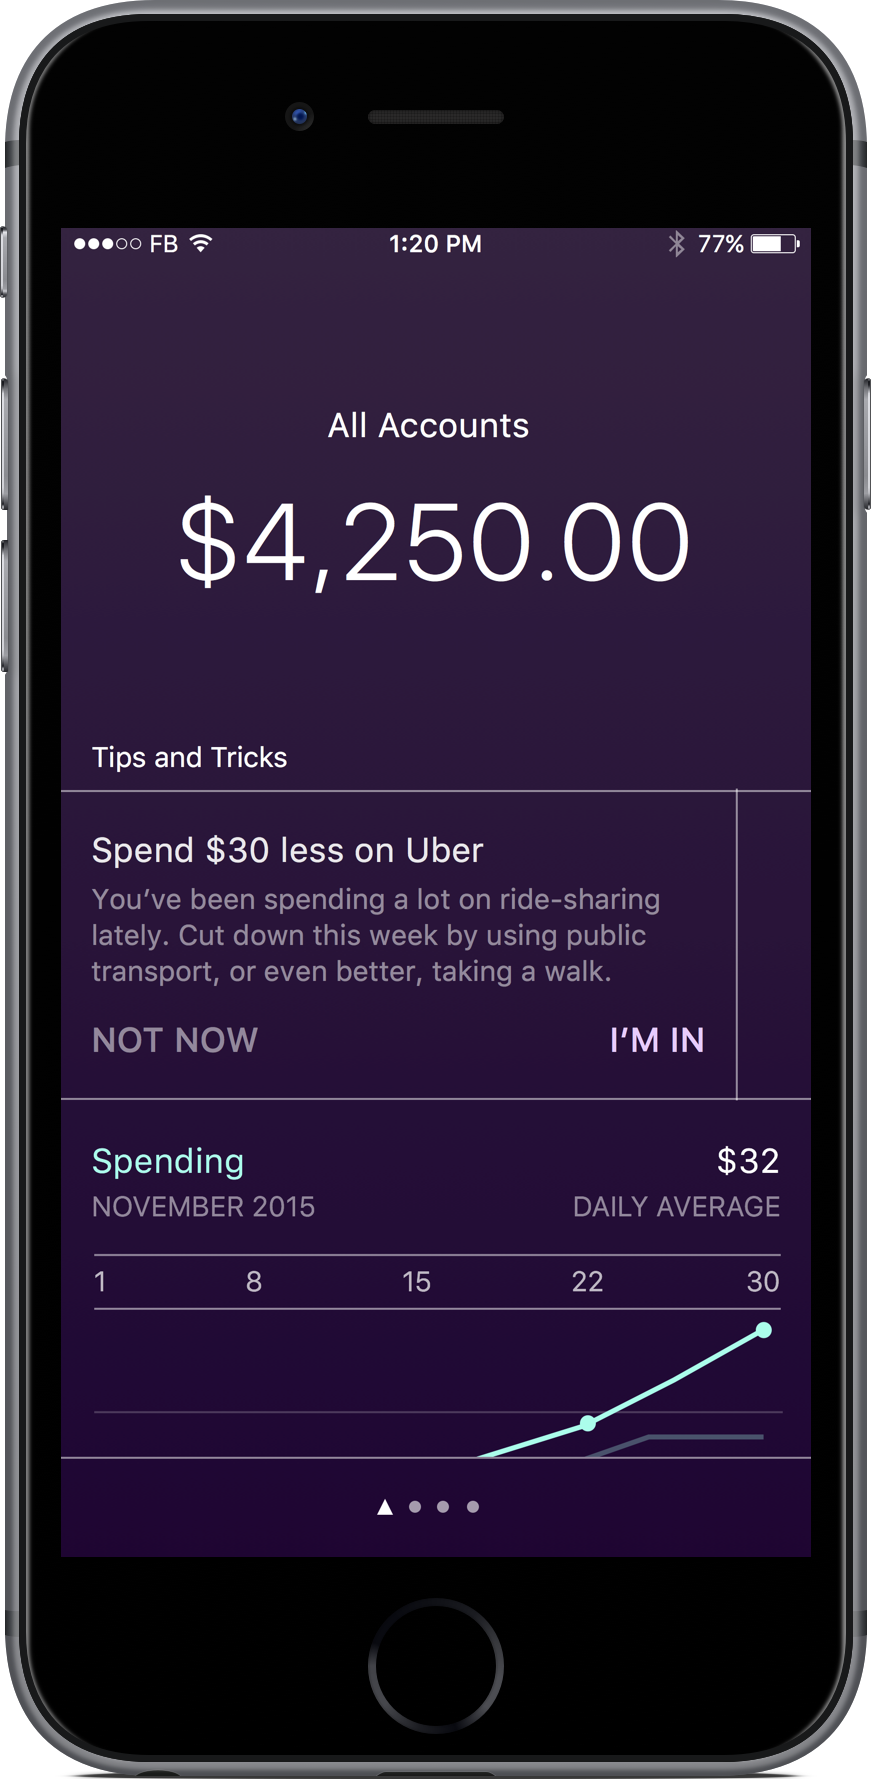 FB 1:20 PM 77%
All Accounts
$4,250.00
Tips and Tricks
Spend $30 less on Uber
You’ve been spending a lot on ride-sharing
lately. Cut down this week by using public
transport, or even better, taking a walk.
NOT NOW I’M IN
Spending $32
NOVEMBER 2015 DAILY AVERAGE
1 8 15 22 30